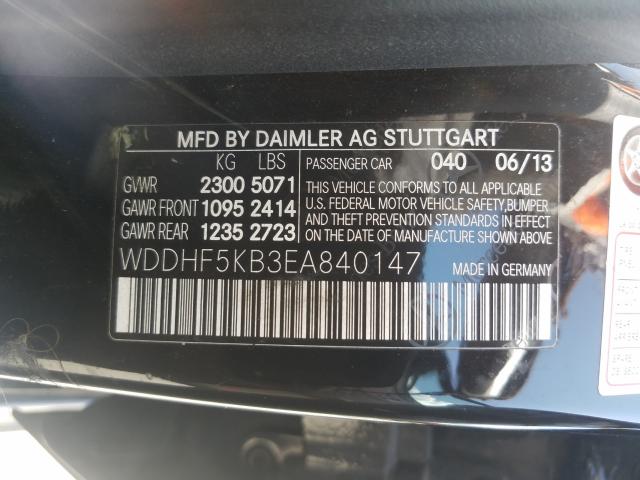 MFD BY DAIMLER AG STUTTGART
KG LBS PASSENGER CAR 040 06/13
GVWR 2300 5071
GAWR FRONT 1095 2414
GAWR REAR 1235 2723
THIS VEHICLE CONFORMS TO ALL APPLICABLE
U.S. FEDERAL MOTOR VEHICLE SAFETY,BUMPER
AND THEFT PREVENTION STANDARDS IN EFFECT
ON THE DATE OF MANUFACTURE SHOWN ABOVE
WDDHF5KB3EA840147 MADE IN GERMANY
REAR
SPARE